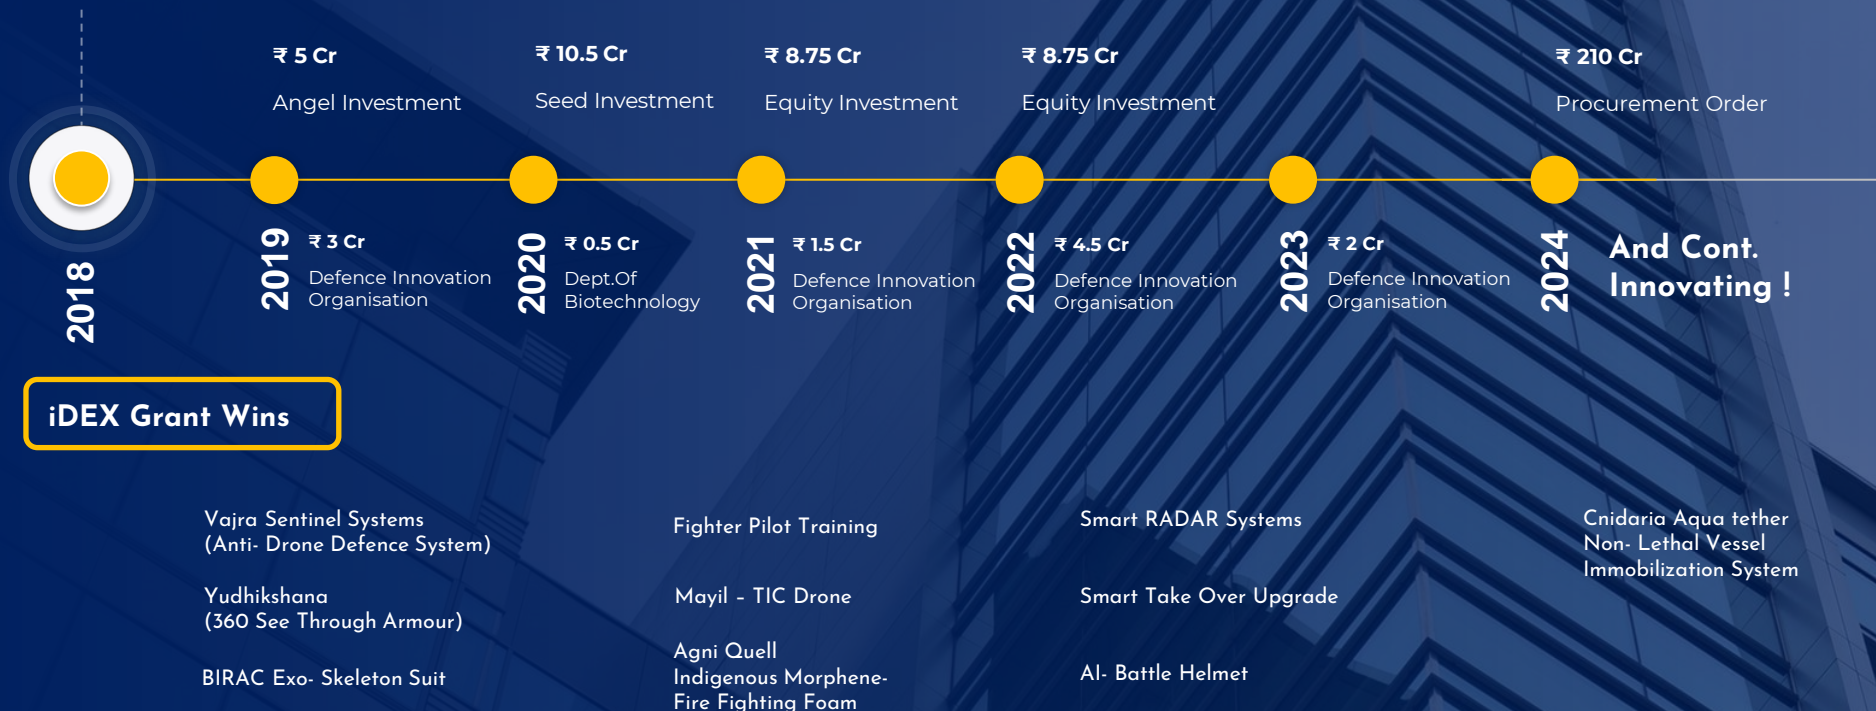 ₹ 5 Cr
Angel Investment
₹ 10.5 Cr
Seed Investment
₹ 8.75 Cr
Equity Investment
₹ 8.75 Cr
Equity Investment
₹ 210 Cr
Procurement Order
2018
2019
₹ 3 Cr
Defence Innovation
Organisation
2020
₹ 0.5 Cr
Dept.Of
Biotechnology
2021
₹ 1.5 Cr
Defence Innovation
Organisation
2022
₹ 4.5 Cr
Defence Innovation
Organisation
2023
₹ 2 Cr
Defence Innovation
Organisation
2024
And Cont.
Innovating !
iDEX Grant Wins
Vajra Sentinel Systems
(Anti- Drone Defence System)
Yudhikshana
(360 See Through Armour)
BIRAC Exo- Skeleton Suit
Fighter Pilot Training
Mayil – TIC Drone
Agni Quell
Indigenous Morphene-
Fire Fighting Foam
Smart RADAR Systems
Smart Take Over Upgrade
AI- Battle Helmet
Cnidaria Aqua tether
Non- Lethal Vessel
Immobilization System